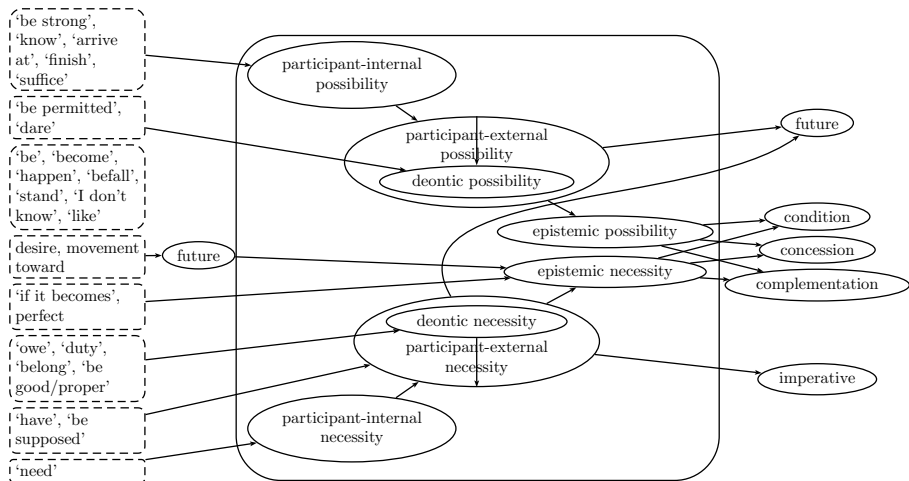 ‘be strong’,
‘know’, ‘arrive
at’, ‘finish’,
‘suffice’
‘be permitted’,
‘dare’
‘be’, ‘become’,
‘happen’, ‘befall’,
‘stand’, ‘I don’t
know’, ‘like’
desire, movement
toward
‘if it becomes’,
perfect
‘owe’, ‘duty’,
‘belong’, ‘be
good/proper’
‘have’, ‘be
supposed’
‘need’
future
participant-internal
possibility
participant-external
possibility
deontic possibility
epistemic possibility
epistemic necessity
deontic necessity
participant-external
necessity
participant-internal
necessity
future
condition
concession
complementation
imperative